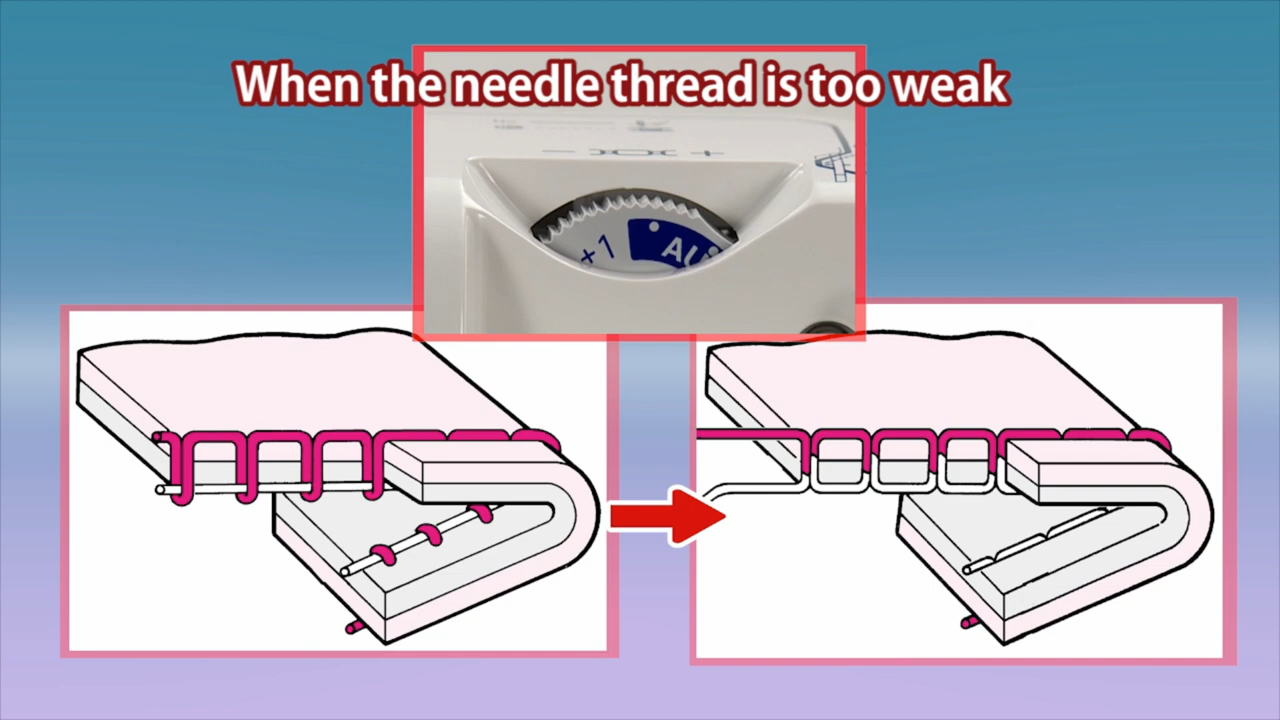 When the needle thread is too weak
− +
+1 AU